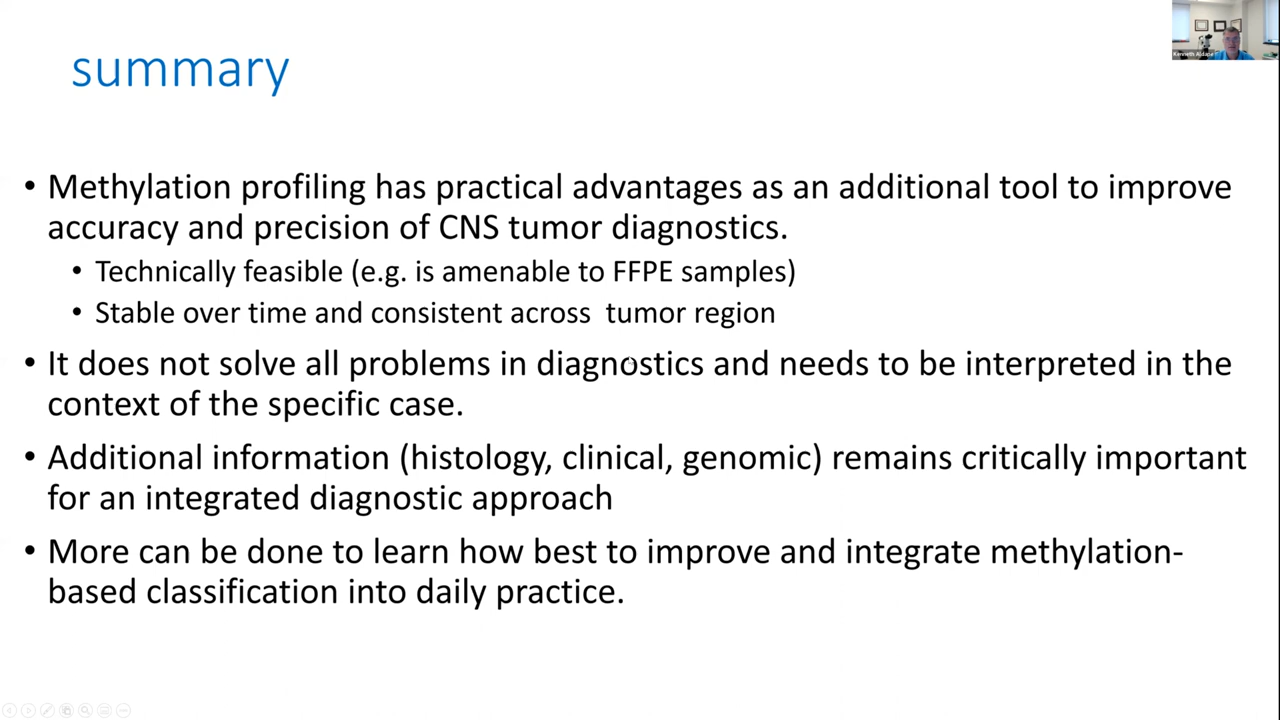 Kenneth Aldape
summary
• Methylation profiling has practical advantages as an additional tool to improve
accuracy and precision of CNS tumor diagnostics.
• Technically feasible (e.g. is amenable to FFPE samples)
• Stable over time and consistent across tumor region
• It does not solve all problems in diagnostics and needs to be interpreted in the
context of the specific case.
• Additional information (histology, clinical, genomic) remains critically important
for an integrated diagnostic approach
• More can be done to learn how best to improve and integrate methylation-
based classification into daily practice.